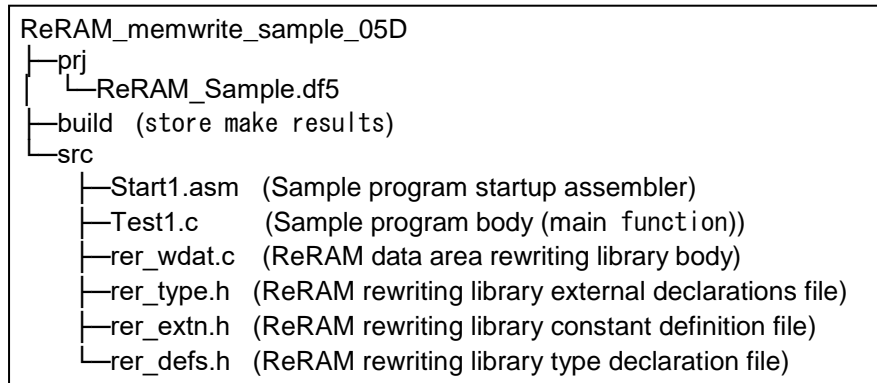 ReRAM_memwrite_sample_05D
├─prj
│ └─ReRAM_Sample.df5
├─build (store make results)
└─src
├─Start1.asm (Sample program startup assembler)
├─Test1.c (Sample program body (main function))
├─rer_wdat.c (ReRAM data area rewriting library body)
├─rer_type.h (ReRAM rewriting library external declarations file)
├─rer_extn.h (ReRAM rewriting library constant definition file)
└─rer_defs.h (ReRAM rewriting library type declaration file)